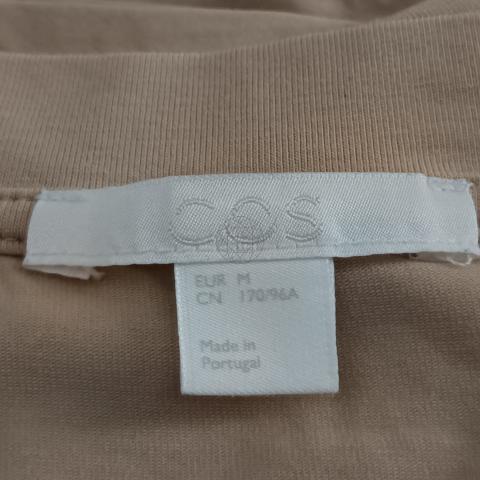 COS
EUR M
CN 170/96A
Made in
Portugal